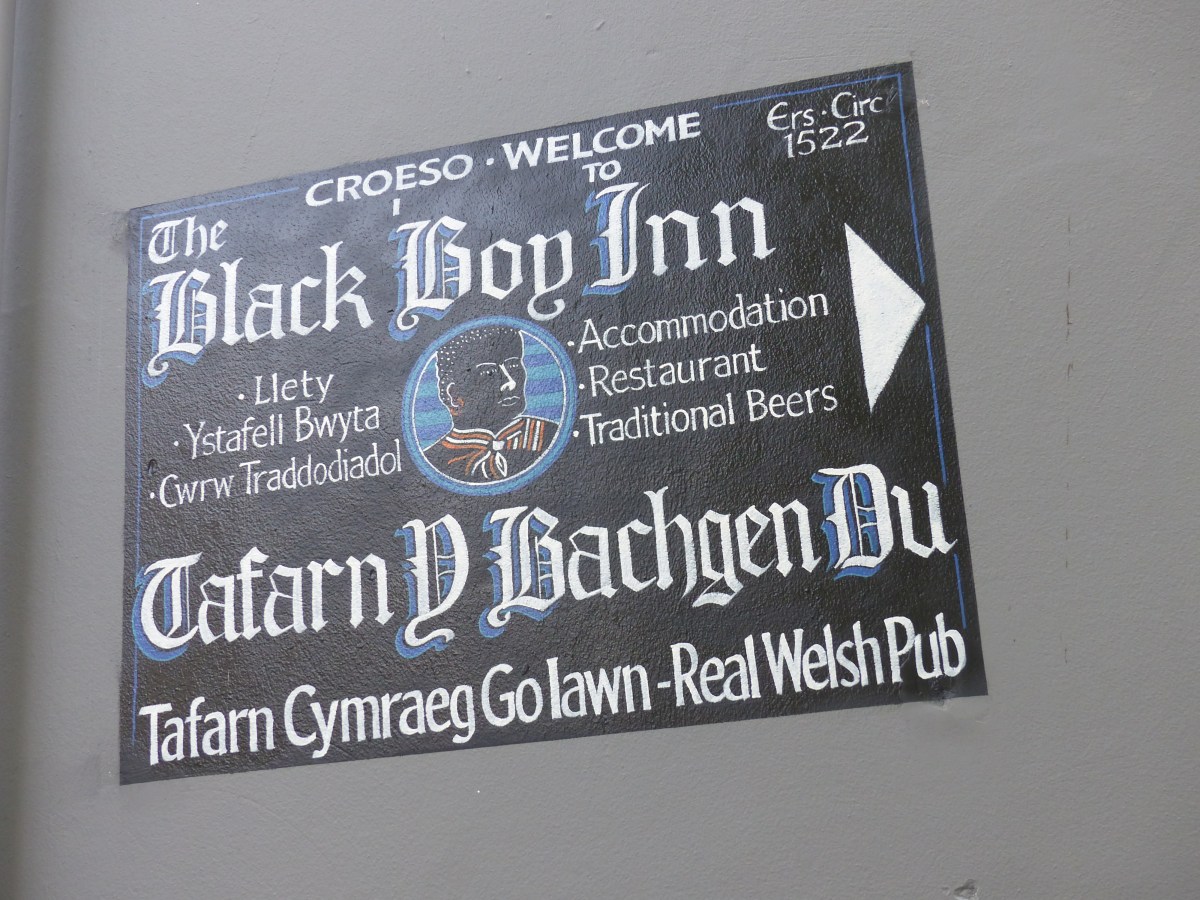 CROESO · WELCOME
I TO
Ers · Circ
1522
The
Black Boy Inn
· Llety
· Ystafell Bwyta
· Cwrw Traddodiadol
· Accommodation
· Restaurant
· Traditional Beers
Tafarn Y Bachgen Du
Tafarn Cymraeg Go Iawn - Real Welsh Pub